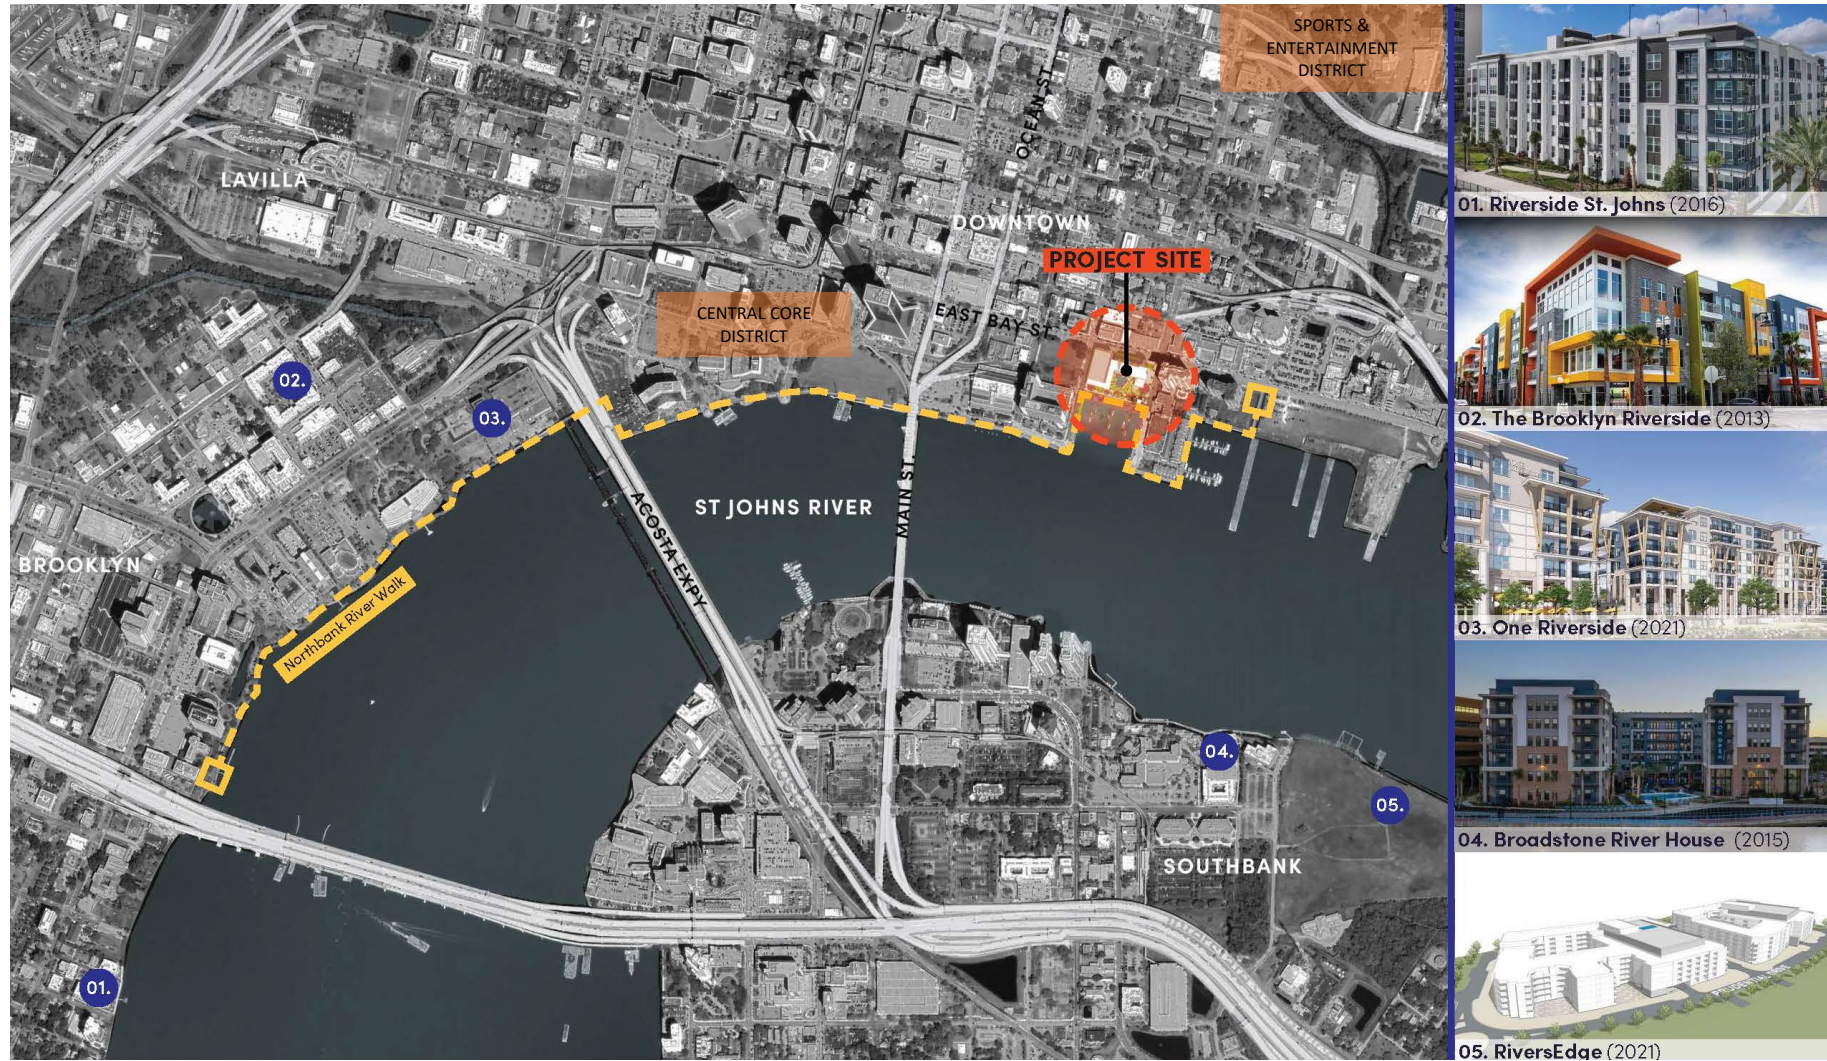 SPORTS &
ENTERTAINMENT
DISTRICT
OCEAN ST.
LAVILLA
DOWNTOWN
PROJECT SITE
CENTRAL CORE
DISTRICT
EAST BAY ST.
02.
03.
ST JOHNS RIVER
MAIN ST.
ACOSTA EXPY
BROOKLYN
Northbank River Walk
04.
05.
SOUTHBANK
01.
01. Riverside St. Johns (2016)
02. The Brooklyn Riverside (2013)
03. One Riverside (2021)
04. Broadstone River House (2015)
05. RiversEdge (2021)